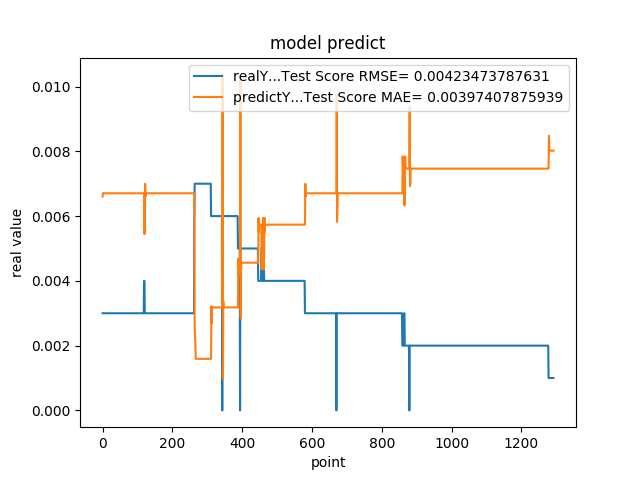 model predict
realY...Test Score RMSE= 0.00423473787631
predictY...Test Score MAE= 0.00397407875939
real value
0.010
0.008
0.006
0.004
0.002
0.000
0 200 400 600 800 1000 1200
point